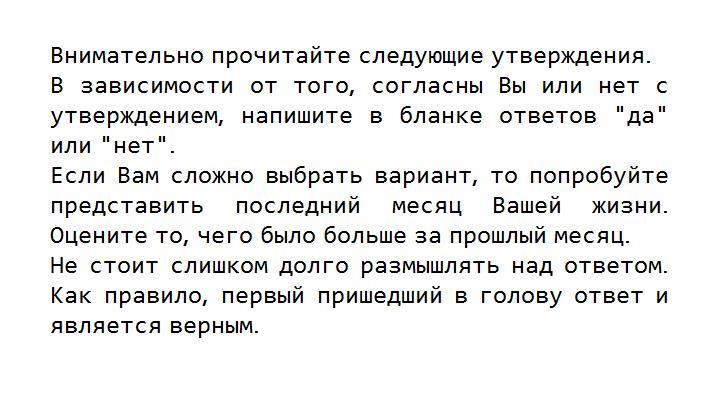 Внимательно прочитайте следующие утверждения.
В зависимости от того, согласны Вы или нет с
утверждением, напишите в бланке ответов "да"
или "нет".
Если Вам сложно выбрать вариант, то попробуйте
представить последний месяц Вашей жизни.
Оцените то, чего было больше за прошлый месяц.
Не стоит слишком долго размышлять над ответом.
Как правило, первый пришедший в голову ответ и
является верным.